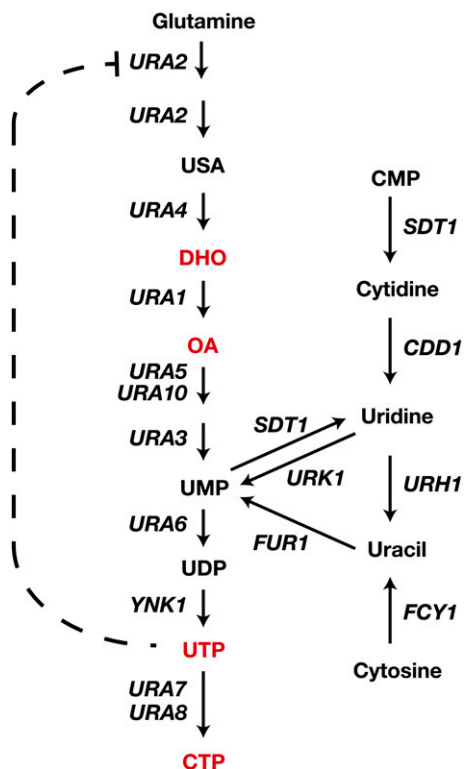 Glutamine
URA2
URA2
USA
URA4
DHO
URA1
OA
URA5
URA10
URA3
UMP
URA6
UDP
YNK1
UTP
URA7
URA8
CTP
SDT1
URK1
FUR1
CMP
SDT1
Cytidine
CDD1
Uridine
URH1
Uracil
FCY1
Cytosine